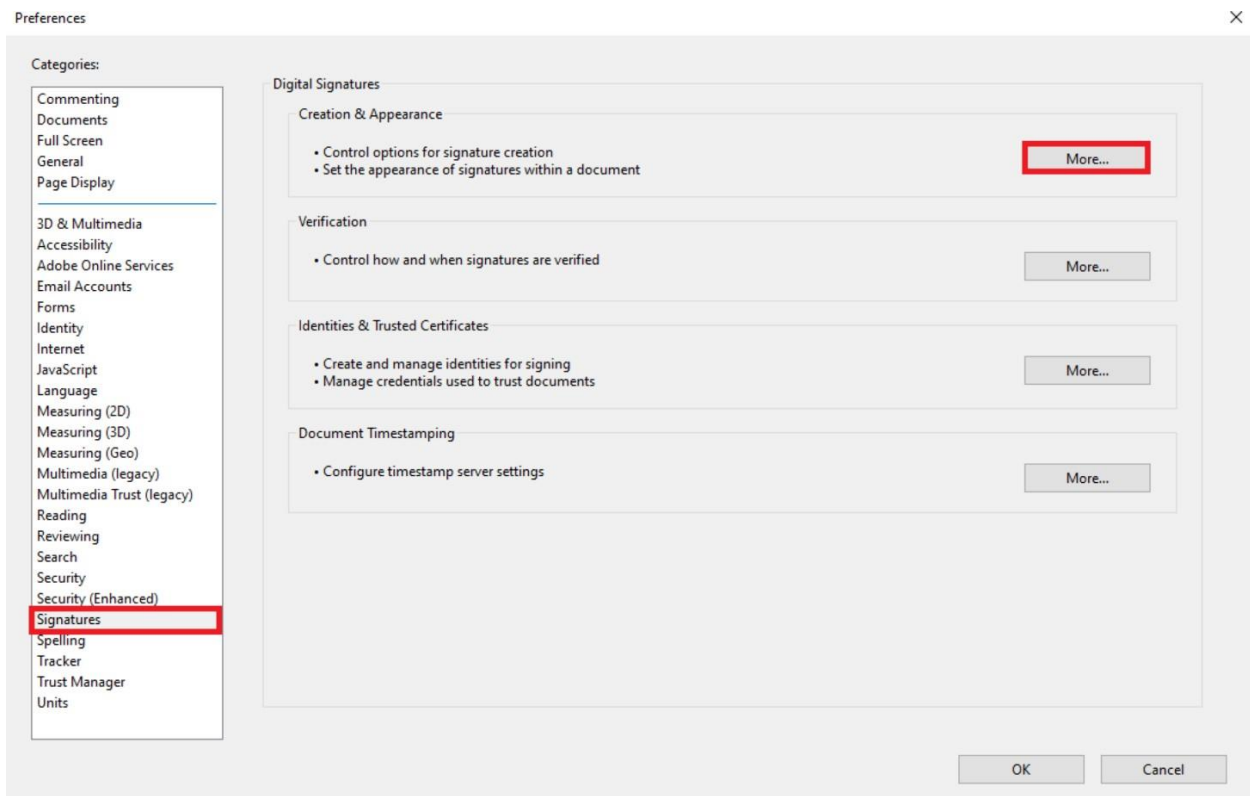 Preferences
Categories:
Commenting
Documents
Full Screen
General
Page Display
3D & Multimedia
Accessibility
Adobe Online Services
Email Accounts
Forms
Identity
Internet
JavaScript
Language
Measuring (2D)
Measuring (3D)
Measuring (Geo)
Multimedia (legacy)
Multimedia Trust (legacy)
Reading
Reviewing
Search
Security
Security (Enhanced)
Signatures
Spelling
Tracker
Trust Manager
Units
Digital Signatures
Creation & Appearance
• Control options for signature creation
• Set the appearance of signatures within a document
More...
Verification
• Control how and when signatures are verified
More...
Identities & Trusted Certificates
• Create and manage identities for signing
• Manage credentials used to trust documents
More...
Document Timestamping
• Configure timestamp server settings
More...
OK
Cancel